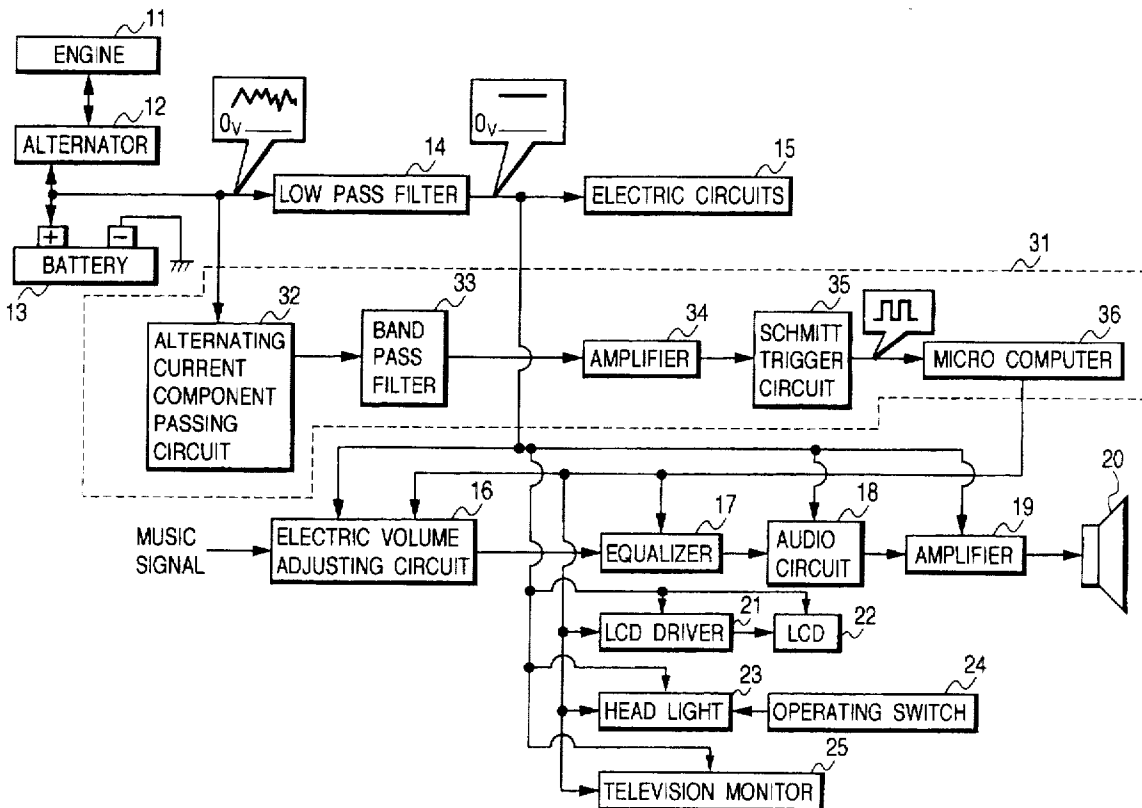 11
ENGINE
12
ALTERNATOR
0V
0V
14
LOW PASS FILTER
15
ELECTRIC CIRCUITS
+
−
BATTERY
13
31
32
ALTERNATING
CURRENT
COMPONENT
PASSING
CIRCUIT
33
BAND
PASS
FILTER
34
AMPLIFIER
35
SCHMITT
TRIGGER
CIRCUIT
36
MICRO COMPUTER
MUSIC
SIGNAL
16
ELECTRIC VOLUME
ADJUSTING CIRCUIT
17
EQUALIZER
18
AUDIO
CIRCUIT
19
AMPLIFIER
20
21
LCD DRIVER
LCD
22
23
HEAD LIGHT
24
OPERATING SWITCH
25
TELEVISION MONITOR